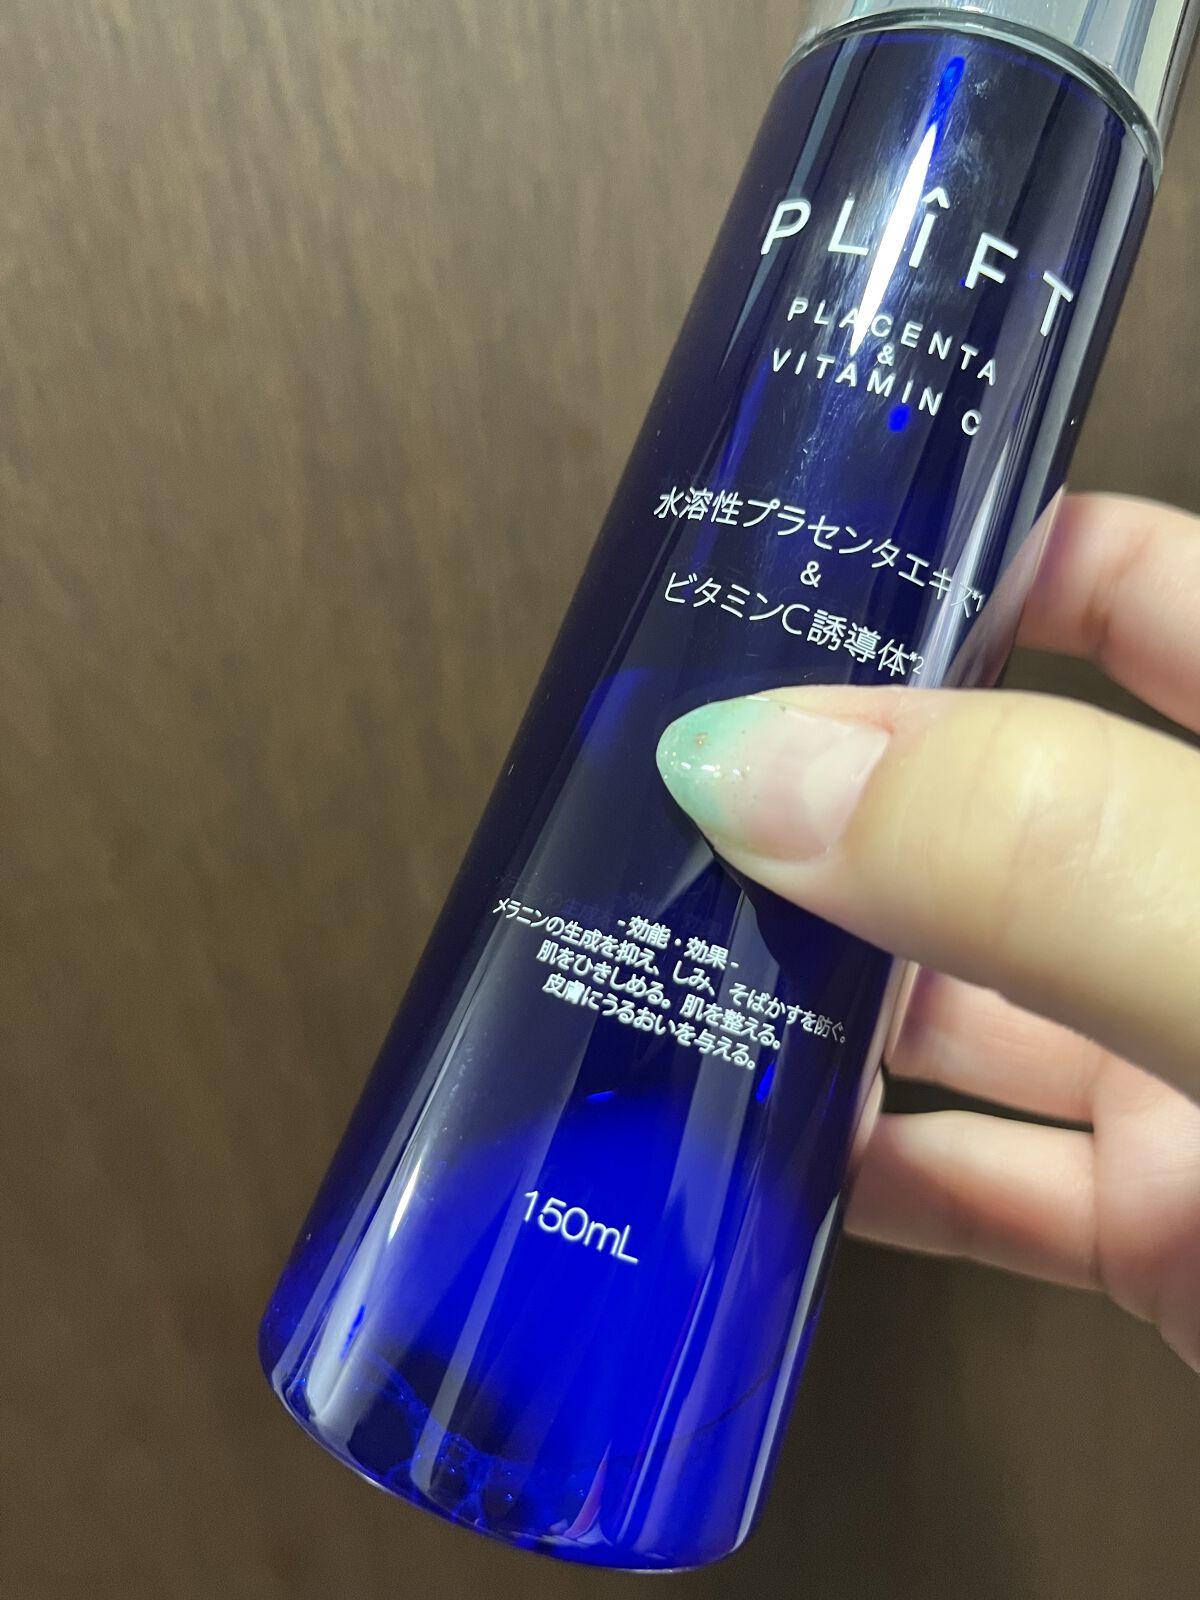 PLÎFT
PLACENTA
&
VITAMIN C
水溶性プラセンタエキス*1
&
ビタミンC誘導体*2
- 効能・効果 -
メラニンの生成を抑え、しみ、そばかすを防ぐ。
肌をひきしめる。肌を整える。
皮膚にうるおいを与える。
150mL